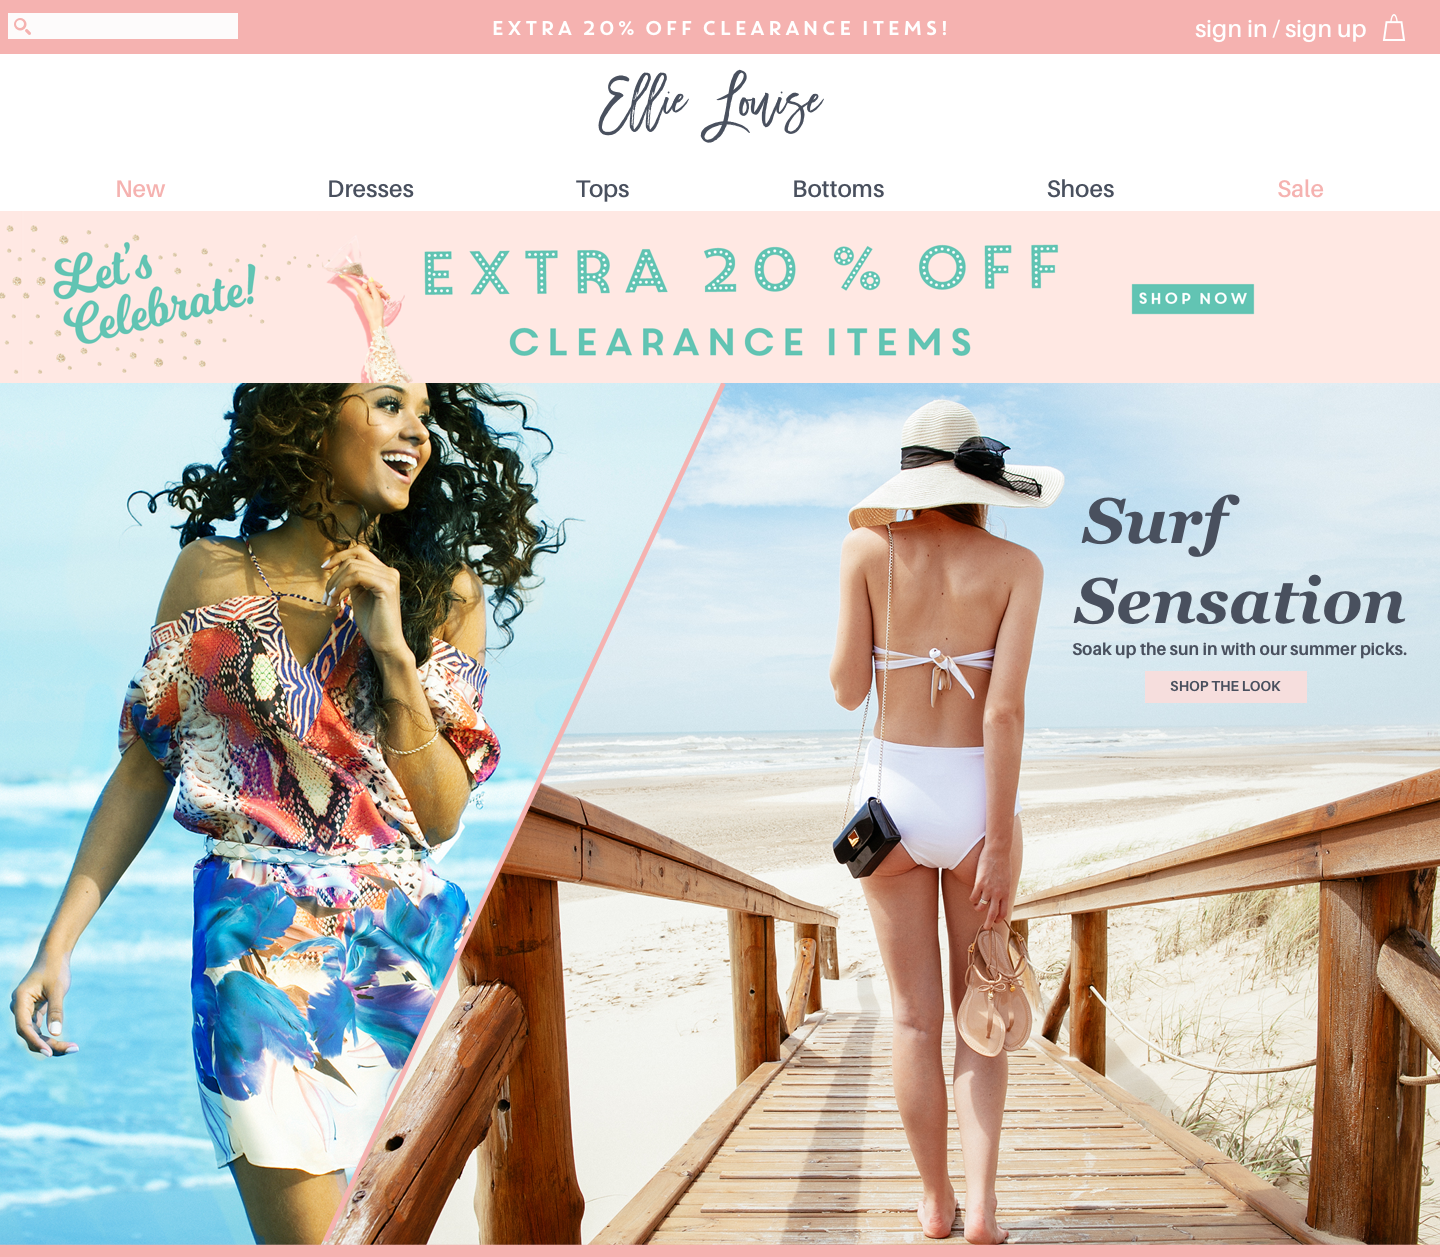 EXTRA 20% OFF CLEARANCE ITEMS!
sign in / sign up
Ellie Louise
New
Dresses
Tops
Bottoms
Shoes
Sale
Let's
Celebrate!
EXTRA 20 % OFF
CLEARANCE ITEMS
SHOP NOW
Surf
Sensation
Soak up the sun in with our summer picks.
SHOP THE LOOK